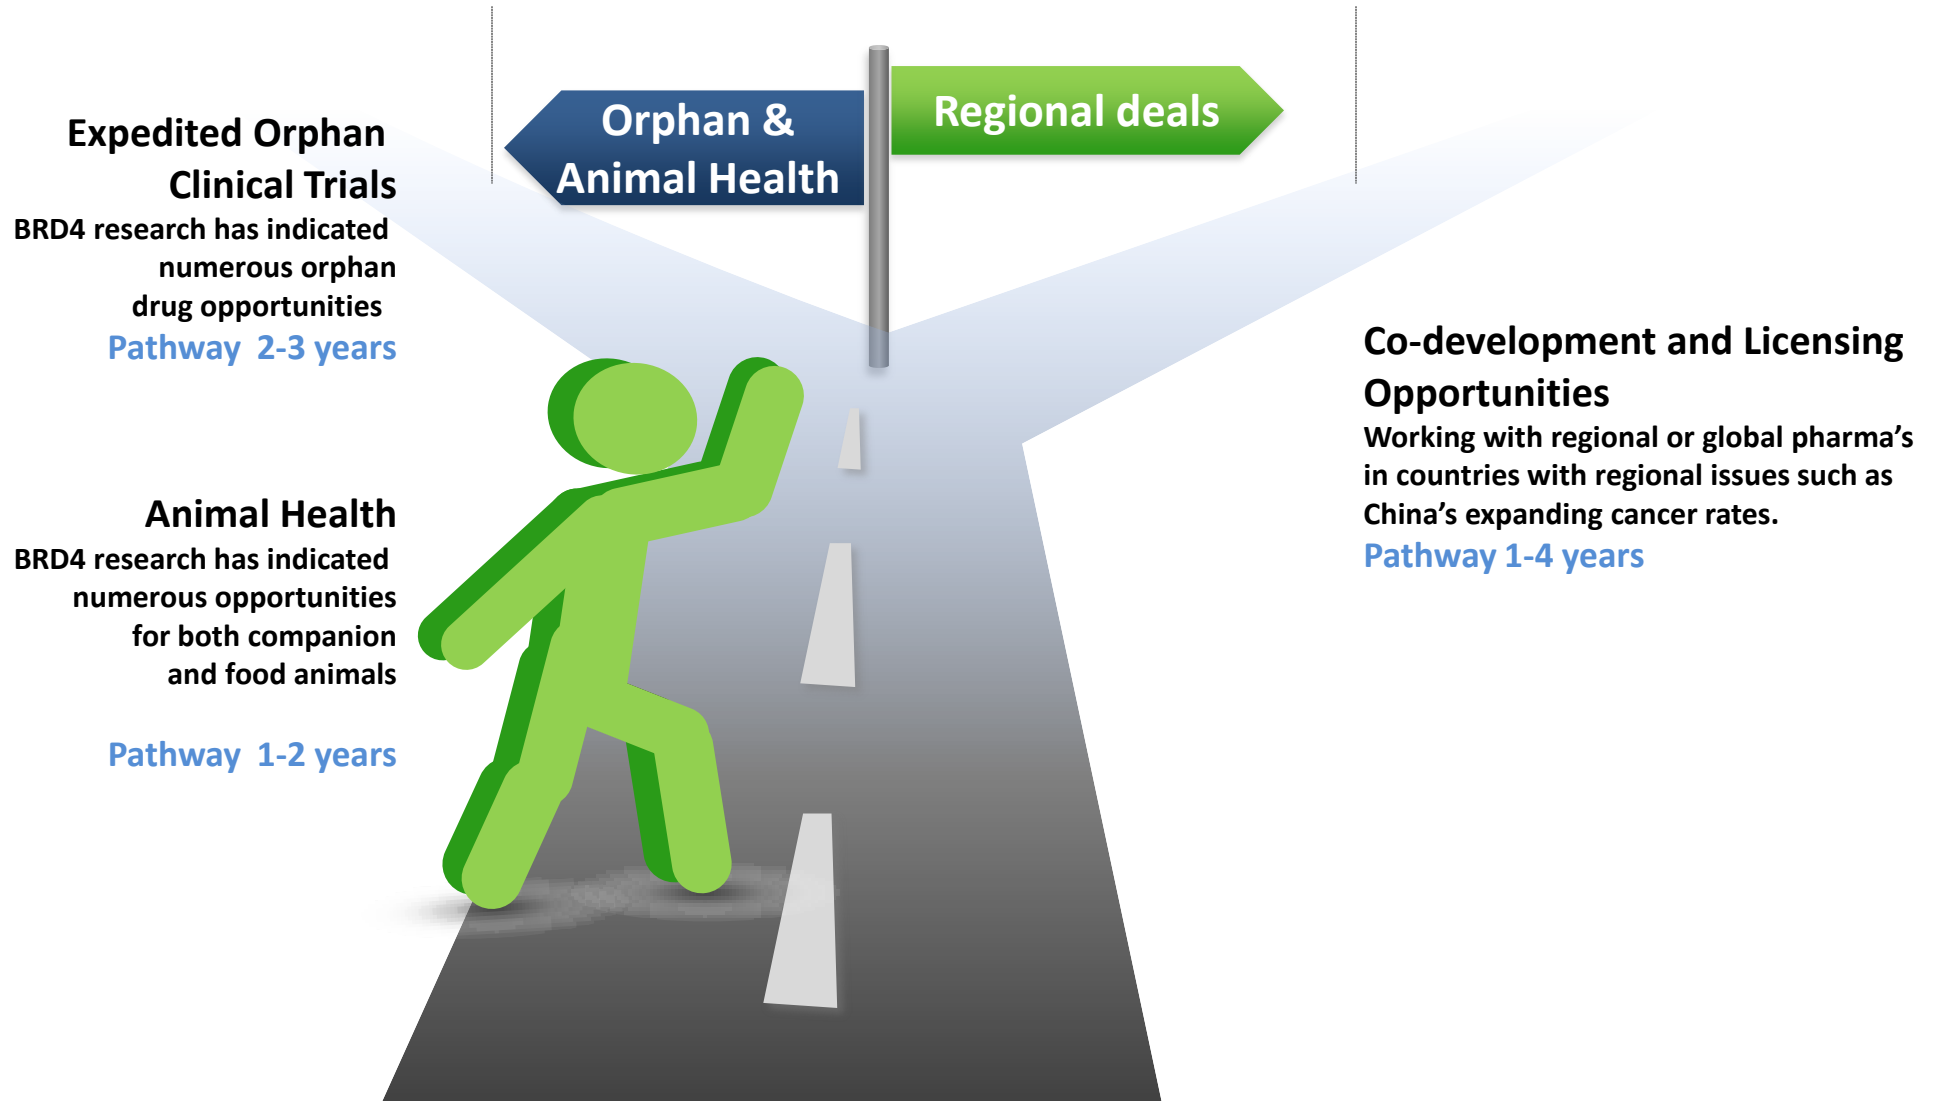 Orphan &
Animal Health
Regional deals
Expedited Orphan
Clinical Trials
BRD4 research has indicated
numerous orphan
drug opportunities
Pathway 2-3 years
Animal Health
BRD4 research has indicated
numerous opportunities
for both companion
and food animals
Pathway 1-2 years
Co-development and Licensing
Opportunities
Working with regional or global pharma’s
in countries with regional issues such as
China’s expanding cancer rates.
Pathway 1-4 years